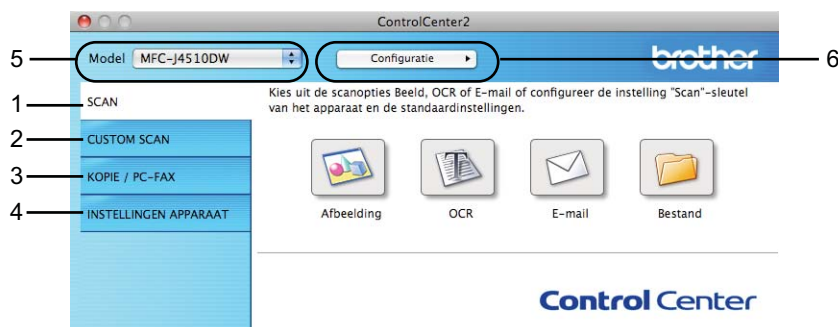 ControlCenter2
5
Model MFC-J4510DW
Configuratie
6
brother
1
SCAN
Kies uit de scanopties Beeld, OCR of E-mail of configureer de instelling "Scan"-sleutel
van het apparaat en de standaardinstellingen.
2
CUSTOM SCAN
3
KOPIE / PC-FAX
4
INSTELLINGEN APPARAAT
Afbeelding
OCR
E-mail
Bestand
Control Center